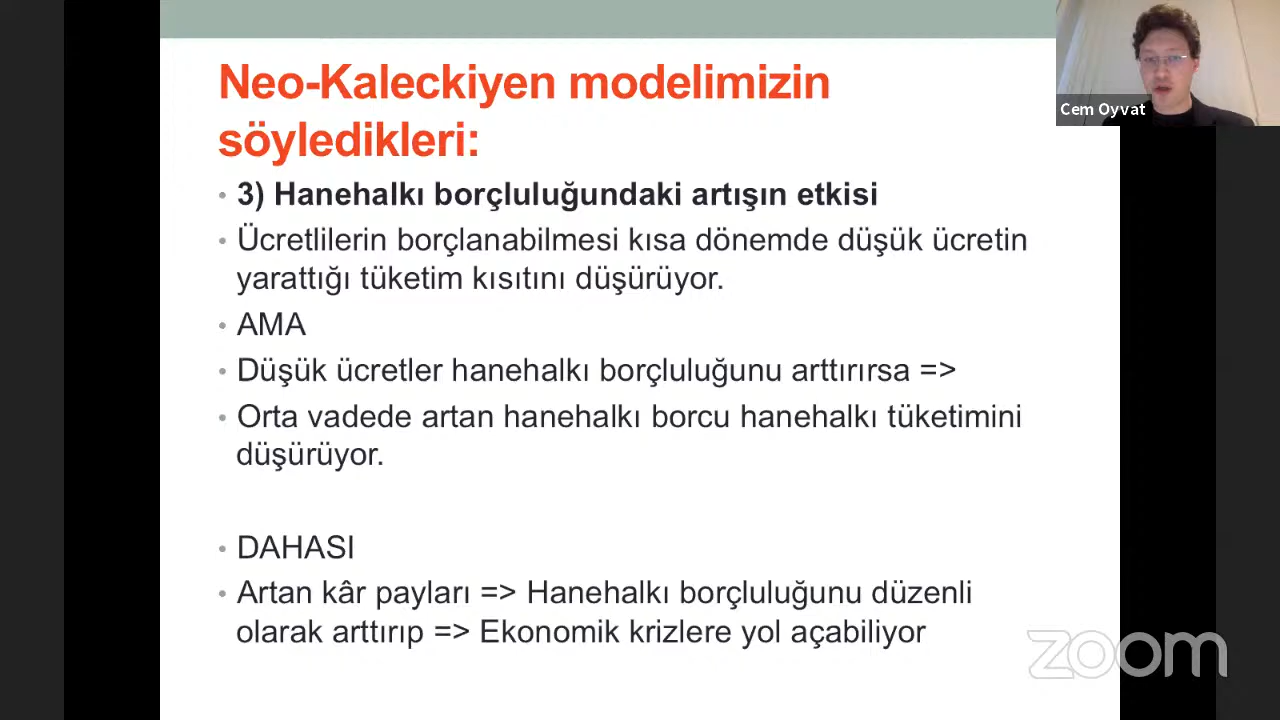 Neo-Kaleckiyen modelimizin
söyledikleri:
• 3) Hanehalkı borçluluğundaki artışın etkisi
• Ücretlilerin borçlanabilmesi kısa dönemde düşük ücretin
yarattığı tüketim kısıtını düşürüyor.
• AMA
• Düşük ücretler hanehalkı borçluluğunu arttırırsa =>
• Orta vadede artan hanehalkı borcu hanehalkı tüketimini
düşürüyor.
• DAHASI
• Artan kâr payları => Hanehalkı borçluluğunu düzenli
olarak arttırıp => Ekonomik krizlere yol açabiliyor
Cem Oyvat
zoom